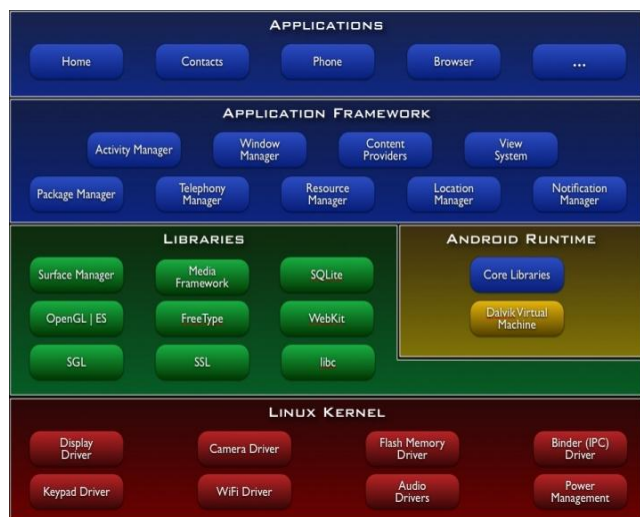 APPLICATIONS
Home
Contacts
Phone
Browser
...
APPLICATION FRAMEWORK
Activity Manager
Window
Manager
Content
Providers
View
System
Package Manager
Telephony
Manager
Resource
Manager
Location
Manager
Notification
Manager
LIBRARIES
Surface Manager
Media
Framework
SQLite
OpenGL | ES
FreeType
WebKit
SGL
SSL
libc
ANDROID RUNTIME
Core Libraries
Dalvik Virtual
Machine
LINUX KERNEL
Display
Driver
Camera Driver
Flash Memory
Driver
Binder (IPC)
Driver
Keypad Driver
WiFi Driver
Audio
Drivers
Power
Management